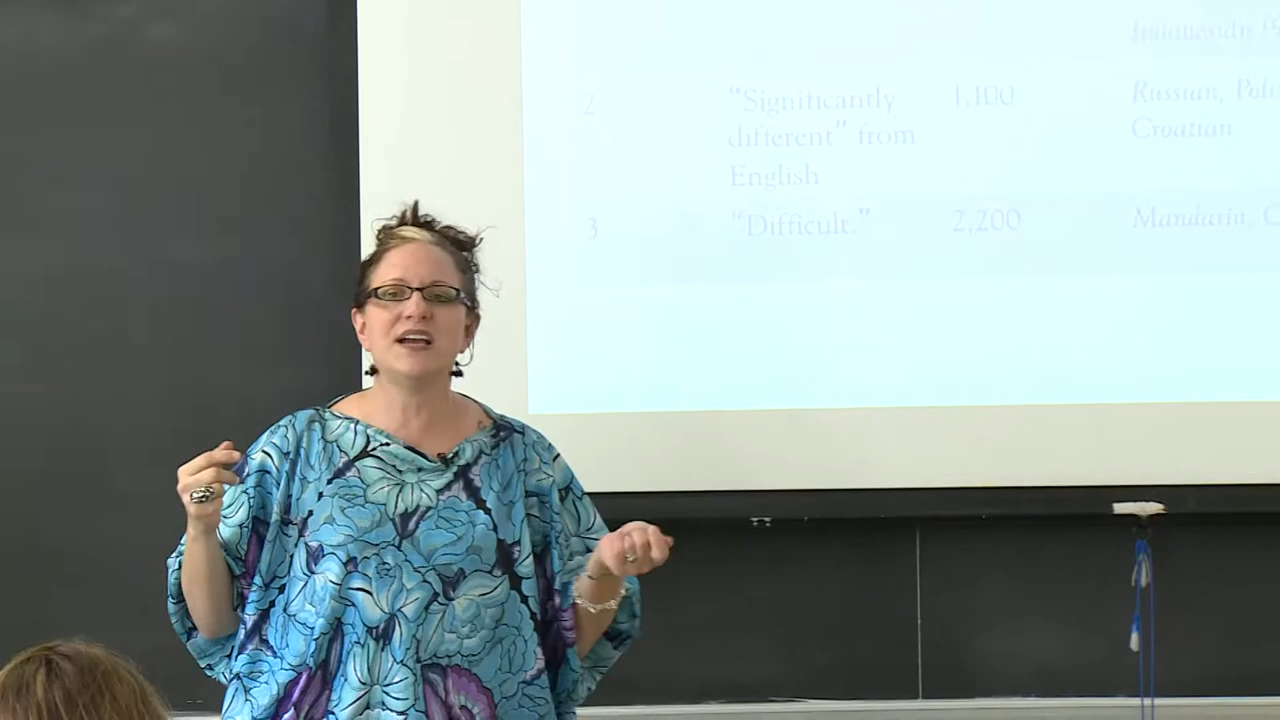 2 "Significantly 1,100 Russian,
different" from Croatian
English
3 "Difficult." 2,200 Mandarin,